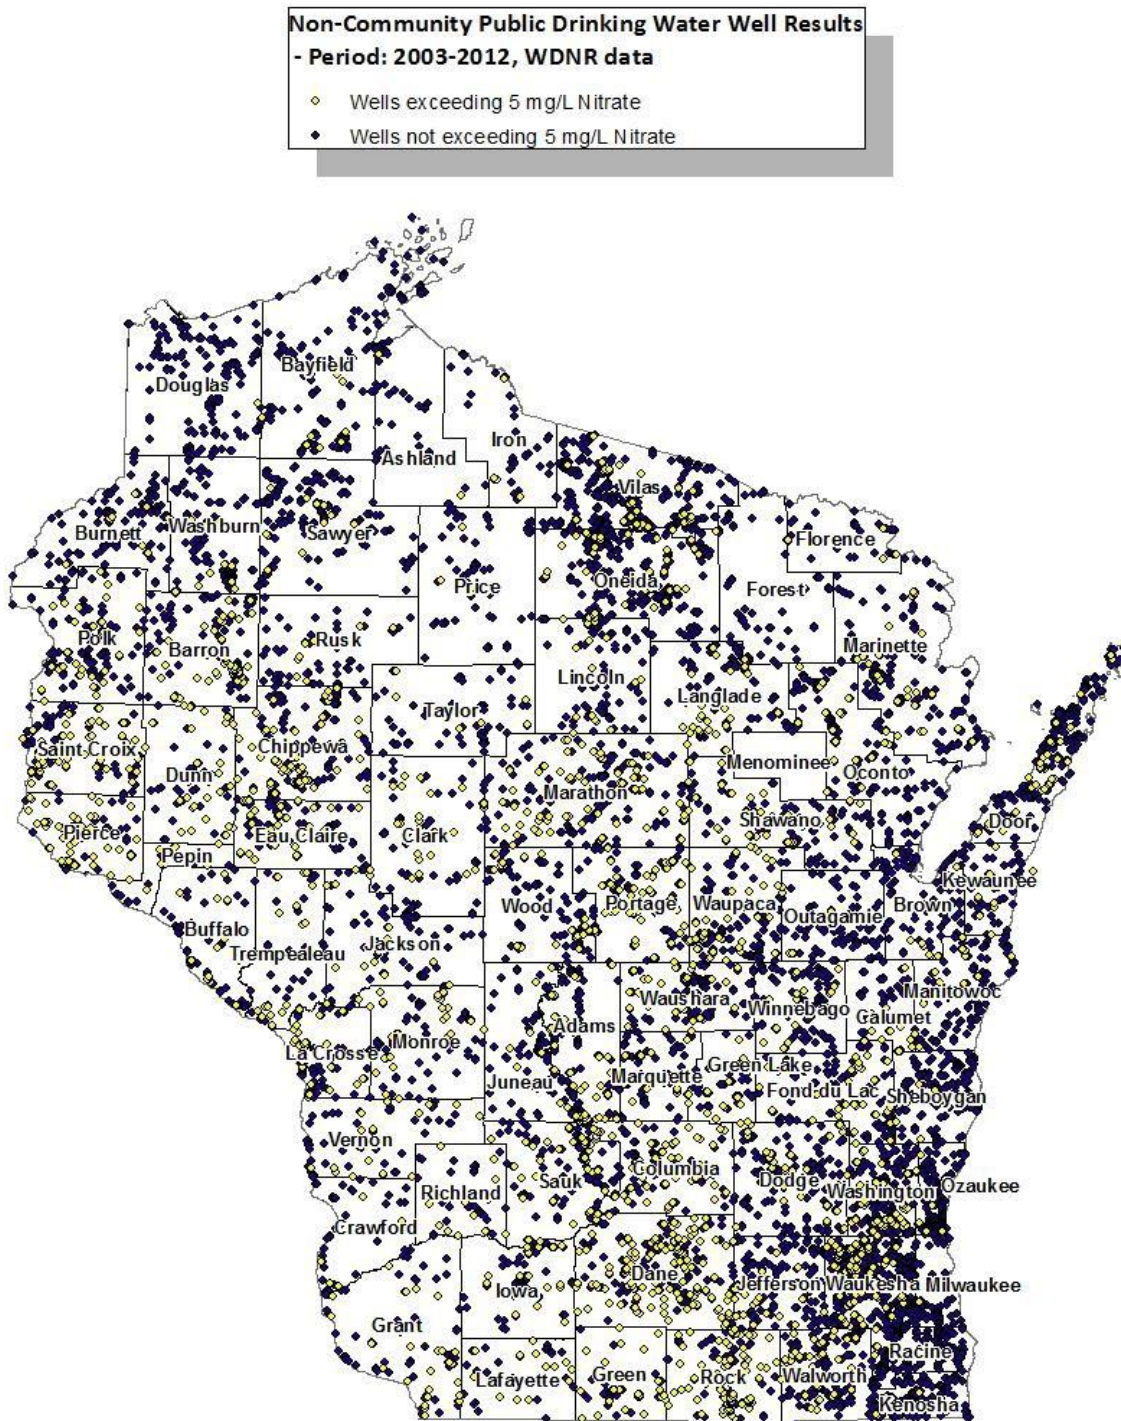 Non-Community Public Drinking Water Well Results
- Period: 2003-2012, WDNR data
Wells exceeding 5 mg/L Nitrate
Wells not exceeding 5 mg/L Nitrate
Bayfield
Douglas
Iron
Ashland
Vilas
Burnett
Washburn
Sawyer
Florence
Price
Oneida
Forest
Polk
Barron
Rusk
Marinette
Lincoln
Langlade
Taylor
Saint Croix
Chippewa
Dunn
Menominee
Oconto
Marathon
Pierce
Eau Claire
Clark
Shawano
Door
Pepin
Kewaunee
Wood
Portage
Waupaca
Outagamie
Brown
Buffalo
Trempealeau
Jackson
Waushara
Winnebago
Manitowoc
Calumet
Adams
Monroe
La Crosse
Juneau
Marquette
Green Lake
Fond du Lac
Sheboygan
Vernon
Columbia
Dodge
Washington
Ozaukee
Richland
Sauk
Crawford
Dane
Jefferson
Waukesha
Milwaukee
Iowa
Grant
Racine
Lafayette
Green
Rock
Walworth
Kenosha